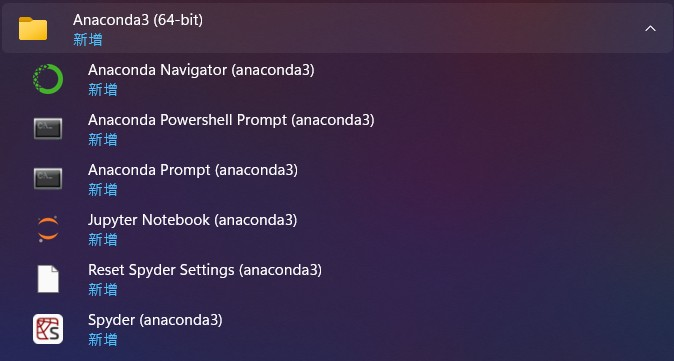 Anaconda3 (64-bit)
新增
Anaconda Navigator (anaconda3)
新增
Anaconda Powershell Prompt (anaconda3)
新增
Anaconda Prompt (anaconda3)
新增
Jupyter Notebook (anaconda3)
新增
Reset Spyder Settings (anaconda3)
新增
Spyder (anaconda3)
新增